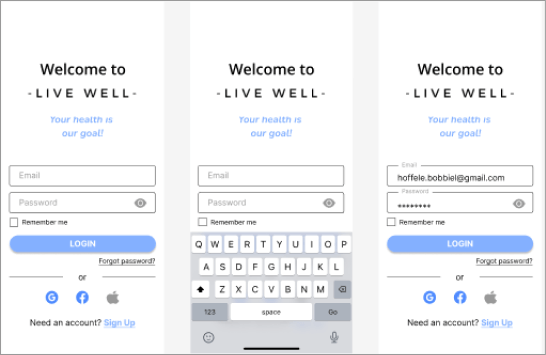 Welcome to
-LIVE WELL-
Your health is
our goal!
Email
Password
Remember me
LOGIN
Forgot password?
or
G
f
Need an account? Sign Up
Welcome to
-LIVE WELL-
Your health is
our goal!
Email
Password
Remember me
Q W E R T Y U I O P
A S D F G H J K L
Z X C V B N M
123 space Go
Welcome to
-LIVE WELL-
Your health is
our goal!
Email
hoffele.bobbiel@gmail.com
Password
••••••••
Remember me
LOGIN
Forgot password?
or
G
f
Need an account? Sign Up